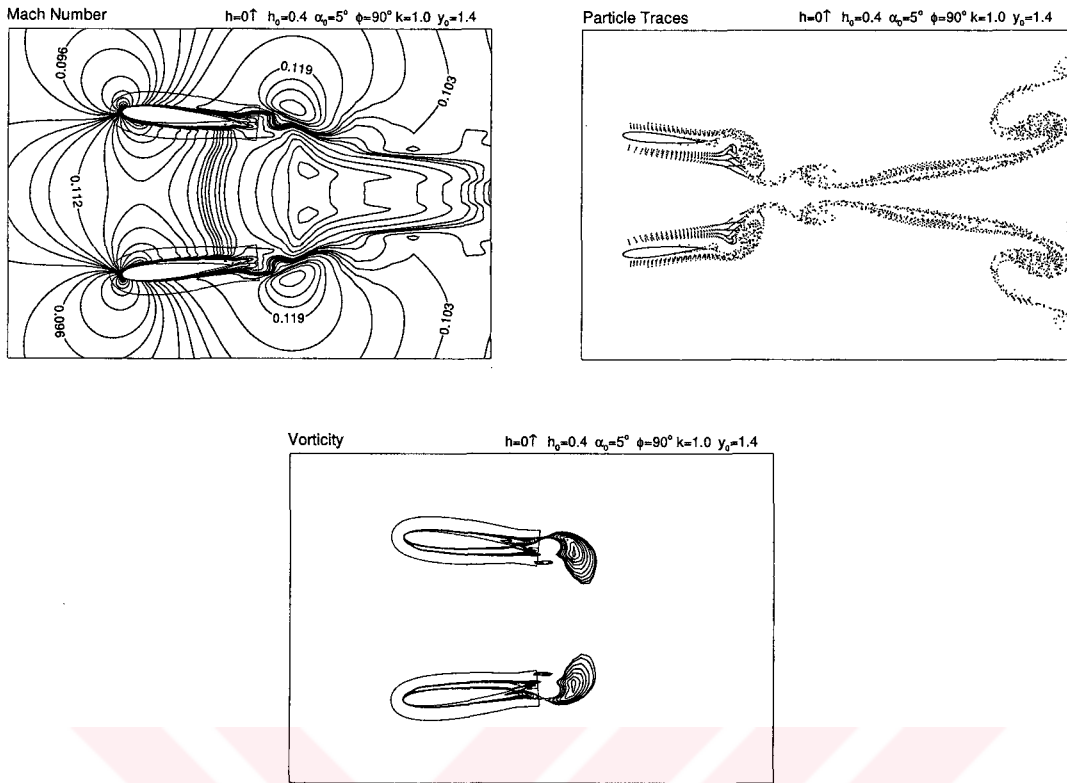 Mach Number h=0↑ h₀=0.4 α₀=5° ϕ=90° k=1.0 y₀=1.4
0.096
0.119
0.103
0.112
0.096
0.119
0.103
Particle Traces h=0↑ h₀=0.4 α₀=5° ϕ=90° k=1.0 y₀=1.4
Vorticity h=0↑ h₀=0.4 α₀=5° ϕ=90° k=1.0 y₀=1.4